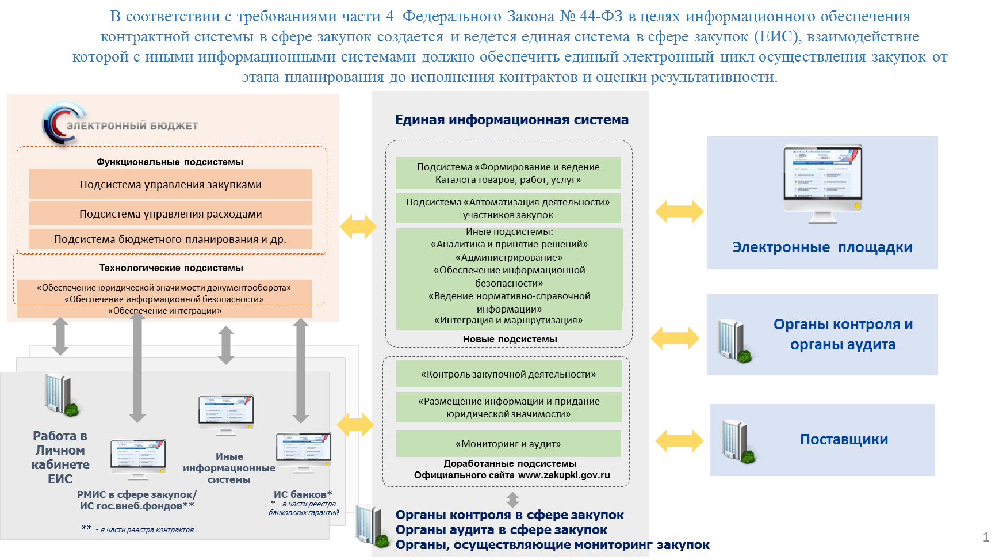 В соответствии с требованиями части 4 Федерального Закона № 44-ФЗ в целях информационного обеспечения
контрактной системы в сфере закупок создается и ведется единая система в сфере закупок (ЕИС), взаимодействие
которой с иными информационными системами должно обеспечить единый электронный цикл осуществления закупок от
этапа планирования до исполнения контрактов и оценки результативности.
ЭЛЕКТРОННЫЙ БЮДЖЕТ
Функциональные подсистемы
Подсистема управления закупками
Подсистема управления расходами
Подсистема бюджетного планирования и др.
Технологические подсистемы
«Обеспечение юридической значимости документооборота»
«Обеспечение информационной безопасности»
«Обеспечение интеграции»
Работа в
Личном
кабинете
ЕИС
РМИС в сфере закупок/
ИС гос.внеб.фондов**
** - в части реестра контрактов
Иные
информационные
системы
ИС банков*
* - в части реестра
банковских гарантий
Единая информационная система
Подсистема «Формирование и ведение
Каталога товаров, работ, услуг»
Подсистема «Автоматизация деятельности»
участников закупок
Иные подсистемы:
«Аналитика и принятие решений»
«Администрирование»
«Обеспечение информационной
безопасности»
«Ведение нормативно-справочной
информации»
«Интеграция и маршрутизация»
Новые подсистемы
«Контроль закупочной деятельности»
«Размещение информации и придание
юридической значимости»
«Мониторинг и аудит»
Доработанные подсистемы
Официального сайта www.zakupki.gov.ru
Органы контроля в сфере закупок
Органы аудита в сфере закупок
Органы, осуществляющие мониторинг закупок
Электронные площадки
Органы контроля и
органы аудита
Поставщики
1